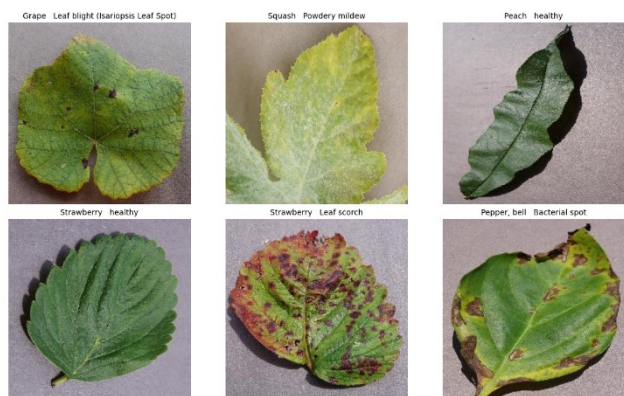 Grape Leaf blight (Isariopsis Leaf Spot)
Squash Powdery mildew
Peach healthy
Strawberry healthy
Strawberry Leaf scorch
Pepper, bell Bacterial spot